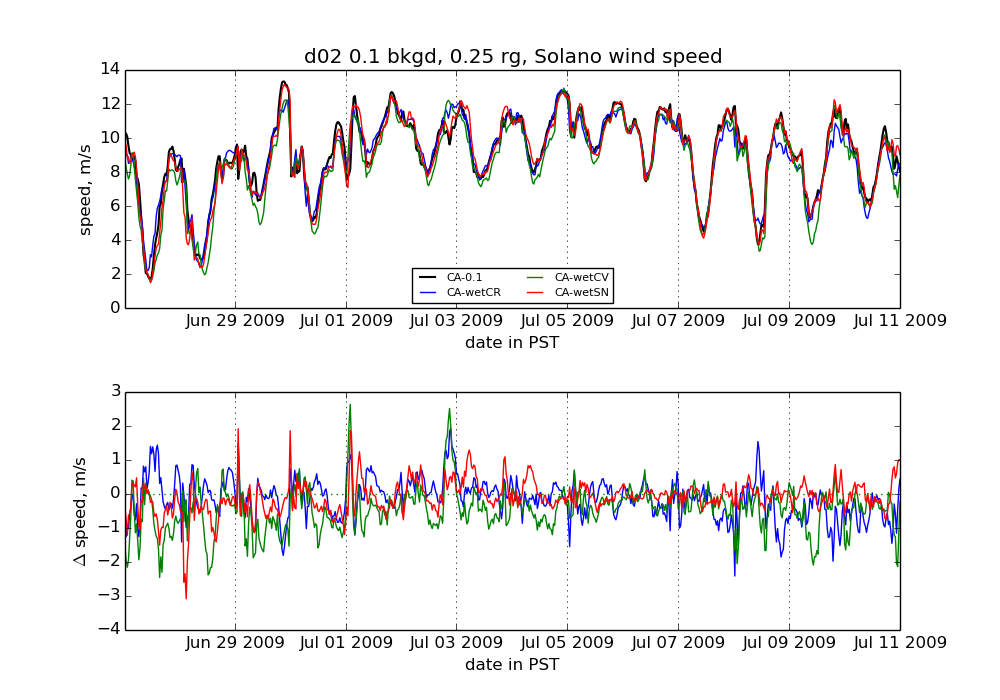 d02 0.1 bkgd, 0.25 rg, Solano wind speed
14
12
10
8
6
4
2
0
speed, m/s
CA-0.1
CA-wetCR
CA-wetCV
CA-wetSN
Jun 29 2009 Jul 01 2009 Jul 03 2009 Jul 05 2009 Jul 07 2009 Jul 09 2009 Jul 11 2009
date in PST
3
2
1
0
−1
−2
−3
−4
Δ speed, m/s
Jun 29 2009 Jul 01 2009 Jul 03 2009 Jul 05 2009 Jul 07 2009 Jul 09 2009 Jul 11 2009
date in PST